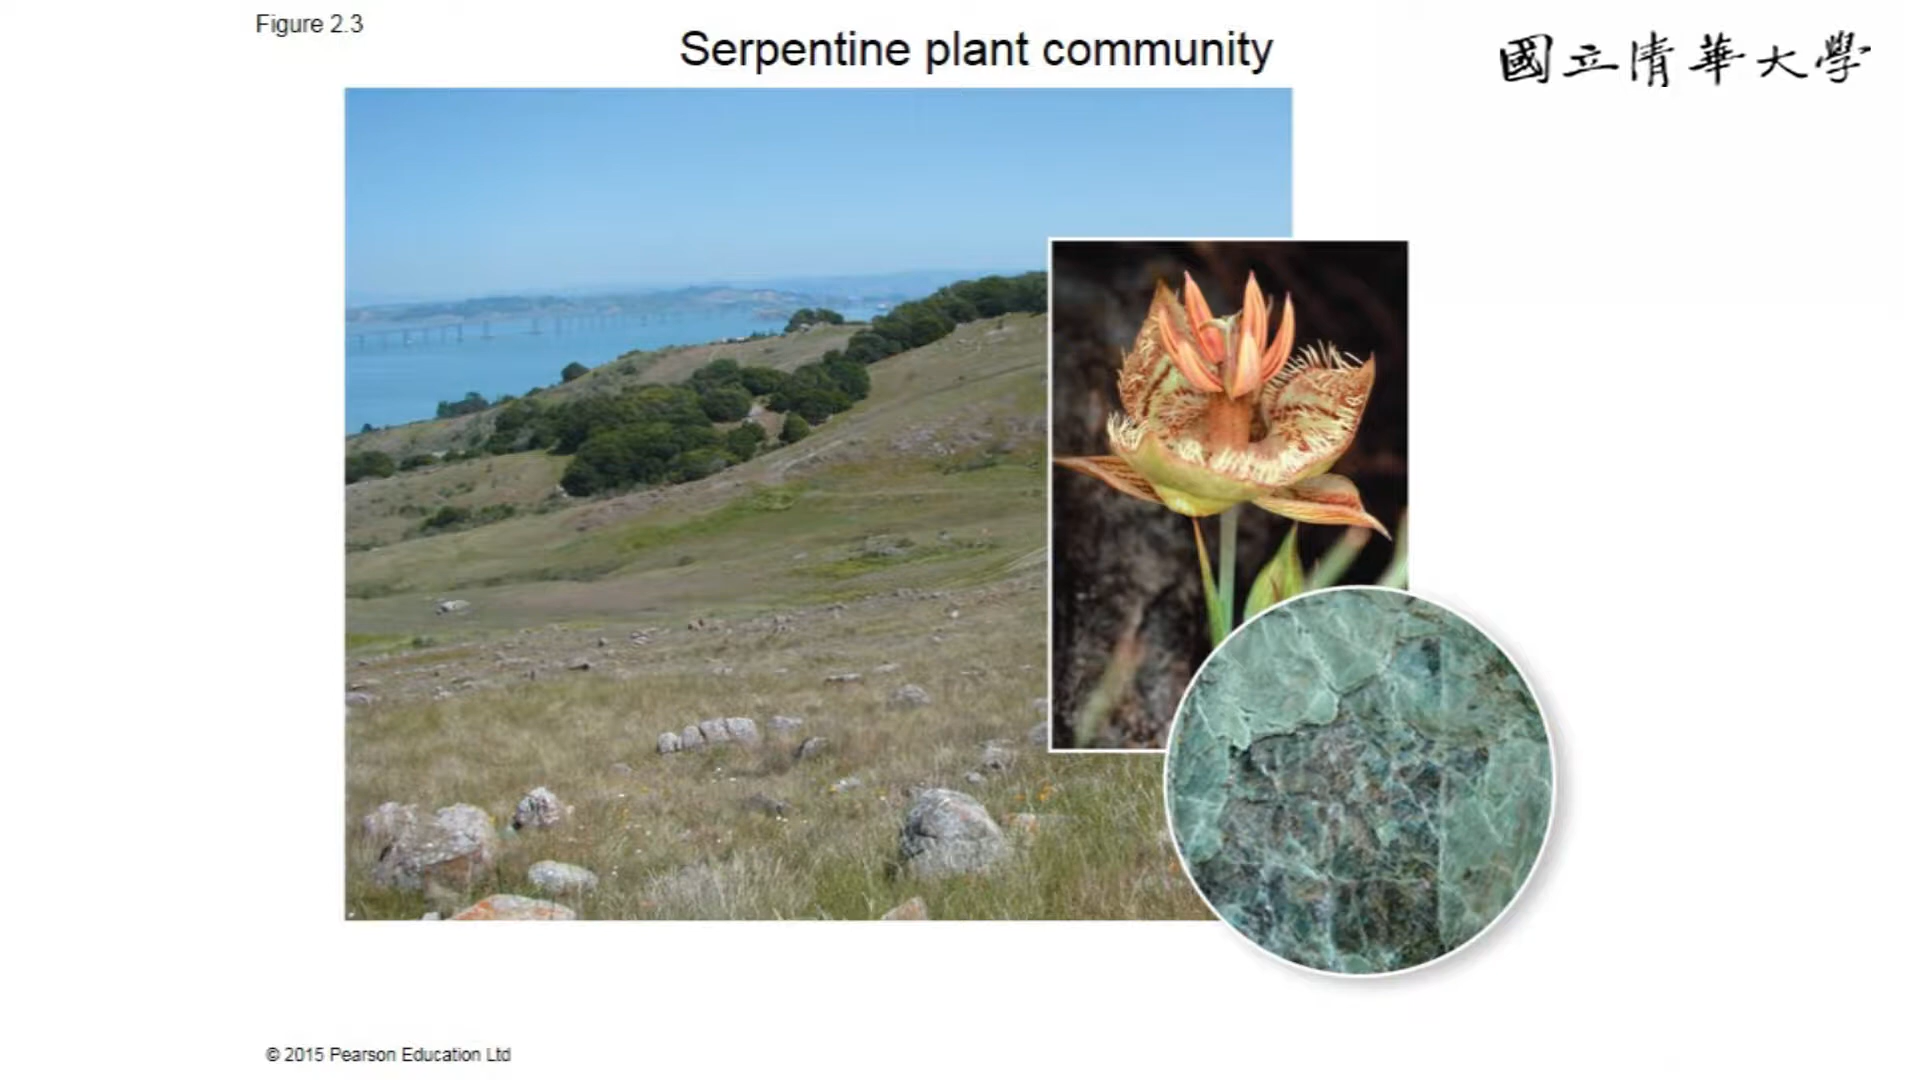 Figure 2.3
Serpentine plant community
國立清華大學
© 2015 Pearson Education Ltd